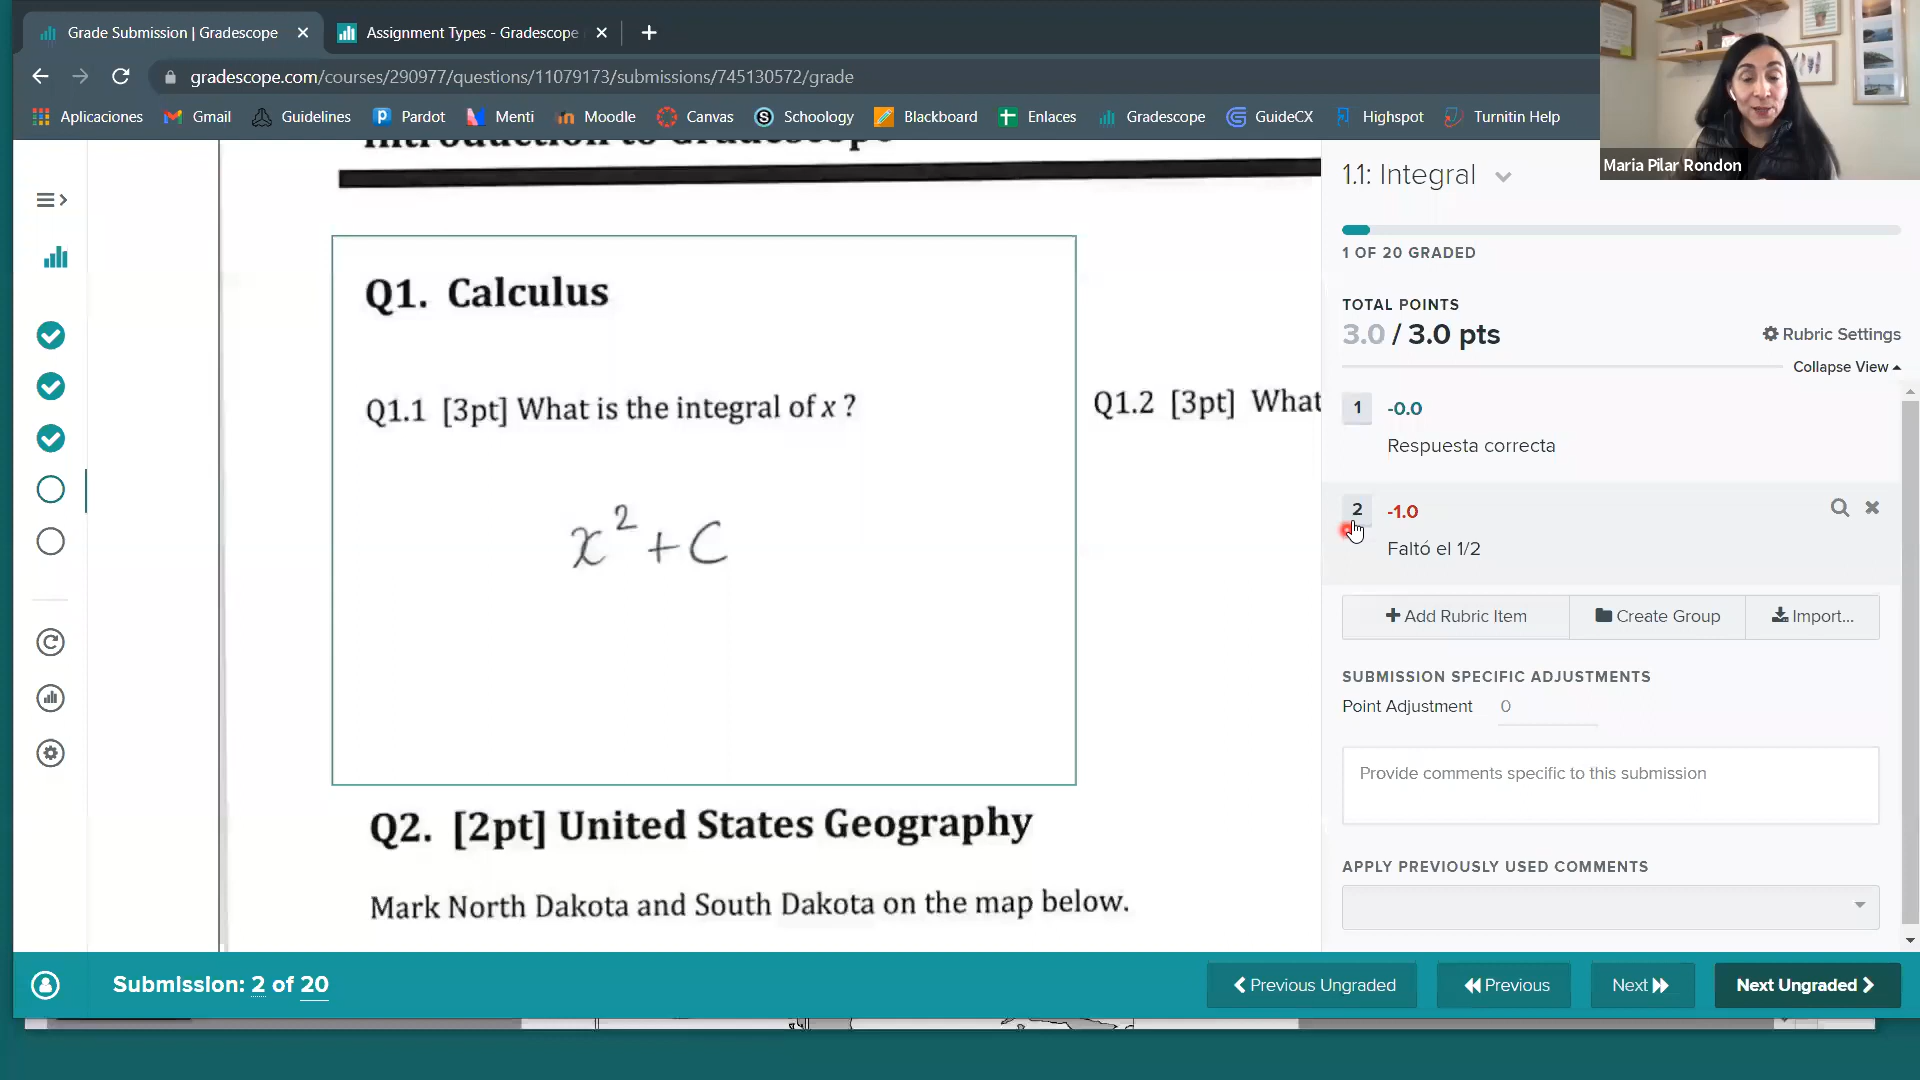 Grade Submission | Gradescope
Assignment Types - Gradescope
gradescope.com/courses/290977/questions/11079173/submissions/745130572/grade
Aplicaciones
Gmail
Guidelines
Pardot
Menti
Moodle
Canvas
Schoology
Blackboard
Enlaces
Gradescope
GuideCX
Highspot
Turnitin Help
Maria Pilar Rondon
Introduction to Gradescope
Q1. Calculus
Q1.1 [3pt] What is the integral of x ?
x² + C
Q1.2 [3pt] What
Q2. [2pt] United States Geography
Mark North Dakota and South Dakota on the map below.
1.1: Integral
1 OF 20 GRADED
TOTAL POINTS
3.0 / 3.0 pts
Rubric Settings
Collapse View
1 -0.0
Respuesta correcta
2 -1.0
Faltó el 1/2
+ Add Rubric Item
Create Group
Import...
SUBMISSION SPECIFIC ADJUSTMENTS
Point Adjustment 0
Provide comments specific to this submission
APPLY PREVIOUSLY USED COMMENTS
Submission: 2 of 20
Previous Ungraded
Previous
Next
Next Ungraded